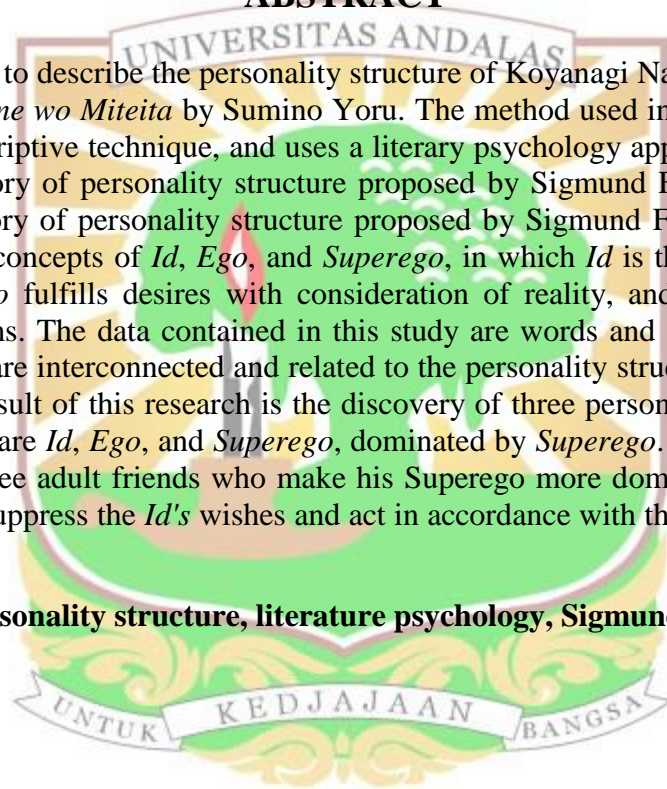 ABSTRACT
UNIVERSITAS ANDALAS
to describe the personality structure of Koyanagi Na
ne wo Miteita by Sumino Yoru. The method used in
riptive technique, and uses a literary psychology app
ory of personality structure proposed by Sigmund F
ory of personality structure proposed by Sigmund F
concepts of Id, Ego, and Superego, in which Id is th
o fulfills desires with consideration of reality, and
ns. The data contained in this study are words and
are interconnected and related to the personality struc
sult of this research is the discovery of three person
are Id, Ego, and Superego, dominated by Superego.
ee adult friends who make his Superego more dom
uppress the Id's wishes and act in accordance with th
rsonality structure, literature psychology, Sigmund
UNTUK KEDJAJAAN BANGSA